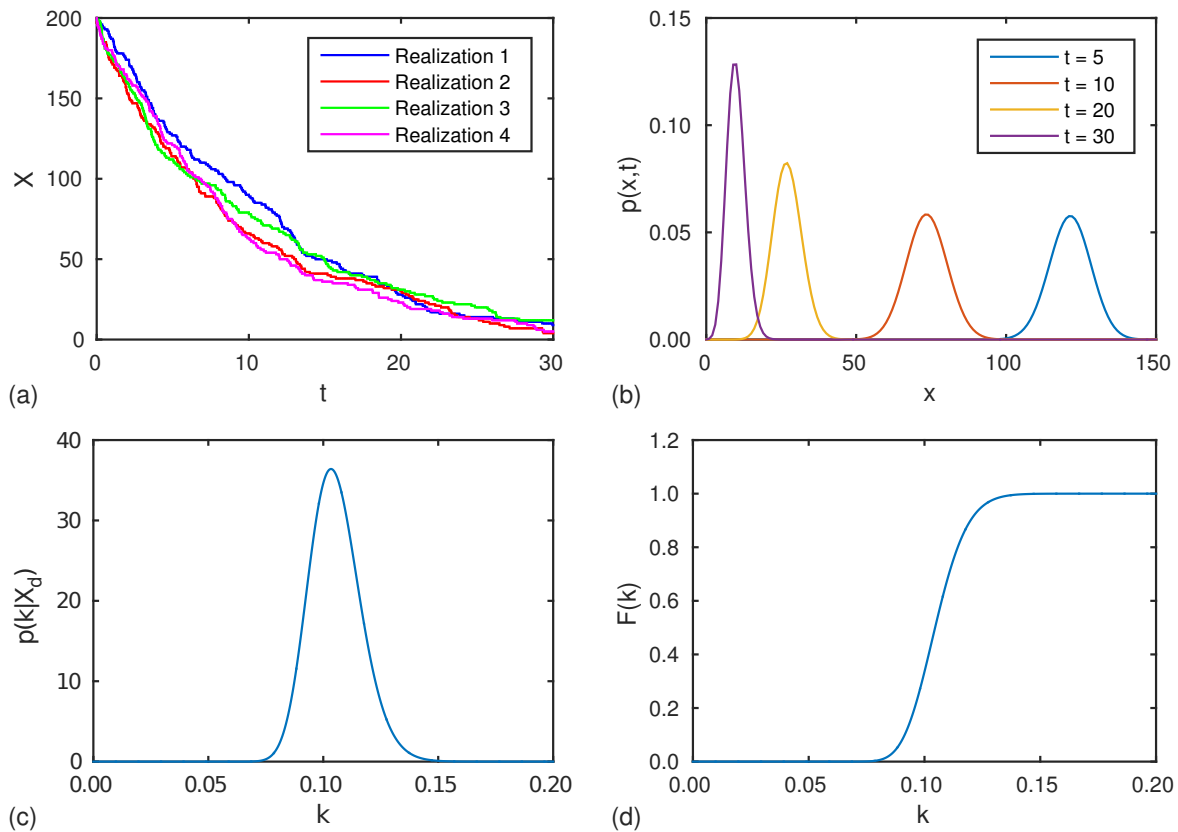 200
150
100
50
0
X
0
10
20
30
t
Realization 1
Realization 2
Realization 3
Realization 4
(a)
0.15
0.10
0.05
0.00
p(x,t)
0
50
100
150
x
t = 5
t = 10
t = 20
t = 30
(b)
40
30
20
10
0
p(k|X_d)
0.00
0.05
0.10
0.15
0.20
k
(c)
1.2
1.0
0.8
0.6
0.4
0.2
0.0
F(k)
0.00
0.05
0.10
0.15
0.20
k
(d)